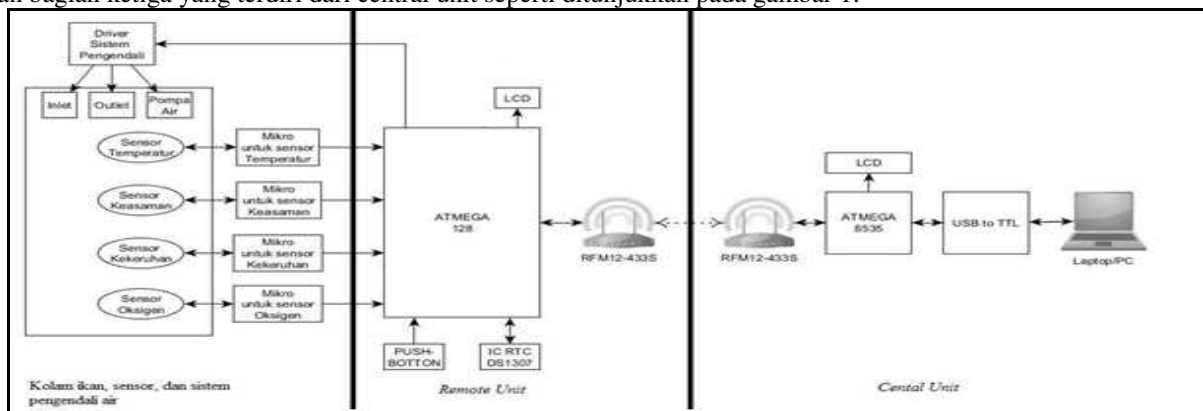 an bagian ketiga yang terdiri dari central unit seperti ditunjukkan pada gambar 1.
Driver
Sistem
Pengendali
Inlet
Outlet
Pompa
Air
Sensor
Temperatur
Mikro
untuk sensor
Temperatur
Sensor
Keasaman
Mikro
untuk sensor
Keasaman
Sensor
Kekeruhan
Mikro
untuk sensor
Kekeruhan
Sensor
Oksigen
Mikro
untuk sensor
Oksigen
Kolam ikan, sensor, dan sistem
pengendali air
LCD
ATMEGA
128
RFM12-433S
PUSH-
BOTTON
IC RTC
DS1307
Remote Unit
RFM12-433S
LCD
ATMEGA
8535
USB to TTL
Laptop/PC
Cental Unit